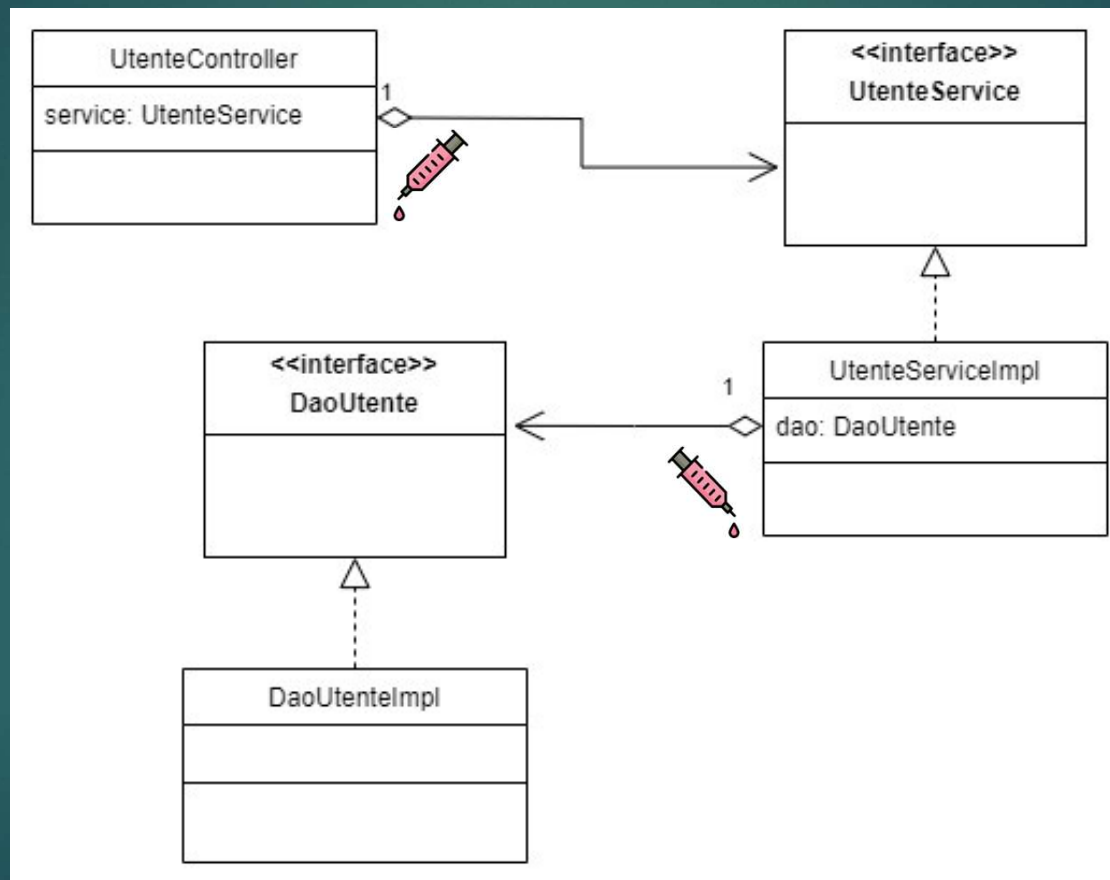 UtenteController
service: UtenteService
1
<<interface>>
UtenteService
<<interface>>
DaoUtente
1
UtenteServiceImpl
dao: DaoUtente
DaoUtenteImpl